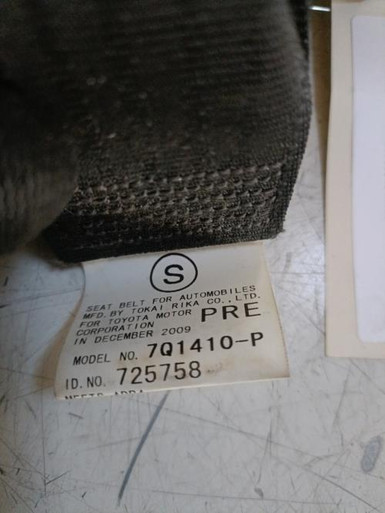 S
SEAT BELT FOR AUTOMOBILES
MFD. BY TOKAI RIKA CO., LTD.
FOR TOYOTA MOTOR PRE
CORPORATION
IN DECEMBER 2009
MODEL NO. 7Q1410-P
ID. NO. 725758